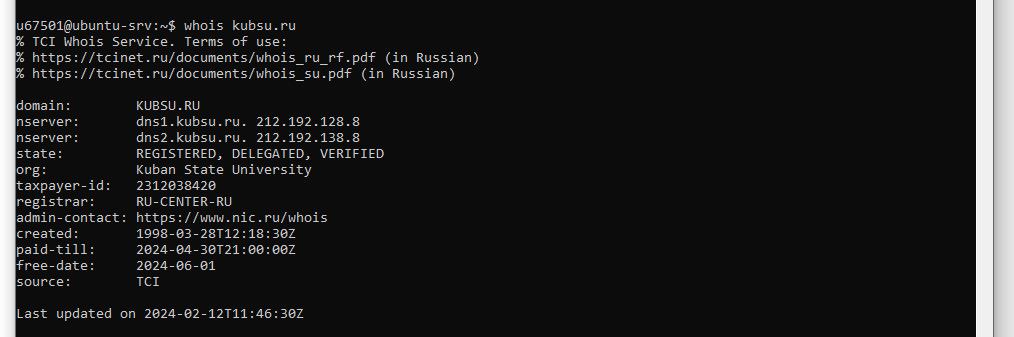 u67501@ubuntu-srv:~$ whois kubsu.ru
% TCI Whois Service. Terms of use:
% https://tcinet.ru/documents/whois_ru_rf.pdf (in Russian)
% https://tcinet.ru/documents/whois_su.pdf (in Russian)
domain:        KUBSU.RU
nserver:       dns1.kubsu.ru. 212.192.128.8
nserver:       dns2.kubsu.ru. 212.192.138.8
state:         REGISTERED, DELEGATED, VERIFIED
org:           Kuban State University
taxpayer-id:   2312038420
registrar:     RU-CENTER-RU
admin-contact: https://www.nic.ru/whois
created:       1998-03-28T12:18:30Z
paid-till:     2024-04-30T21:00:00Z
free-date:     2024-06-01
source:        TCI
Last updated on 2024-02-12T11:46:30Z